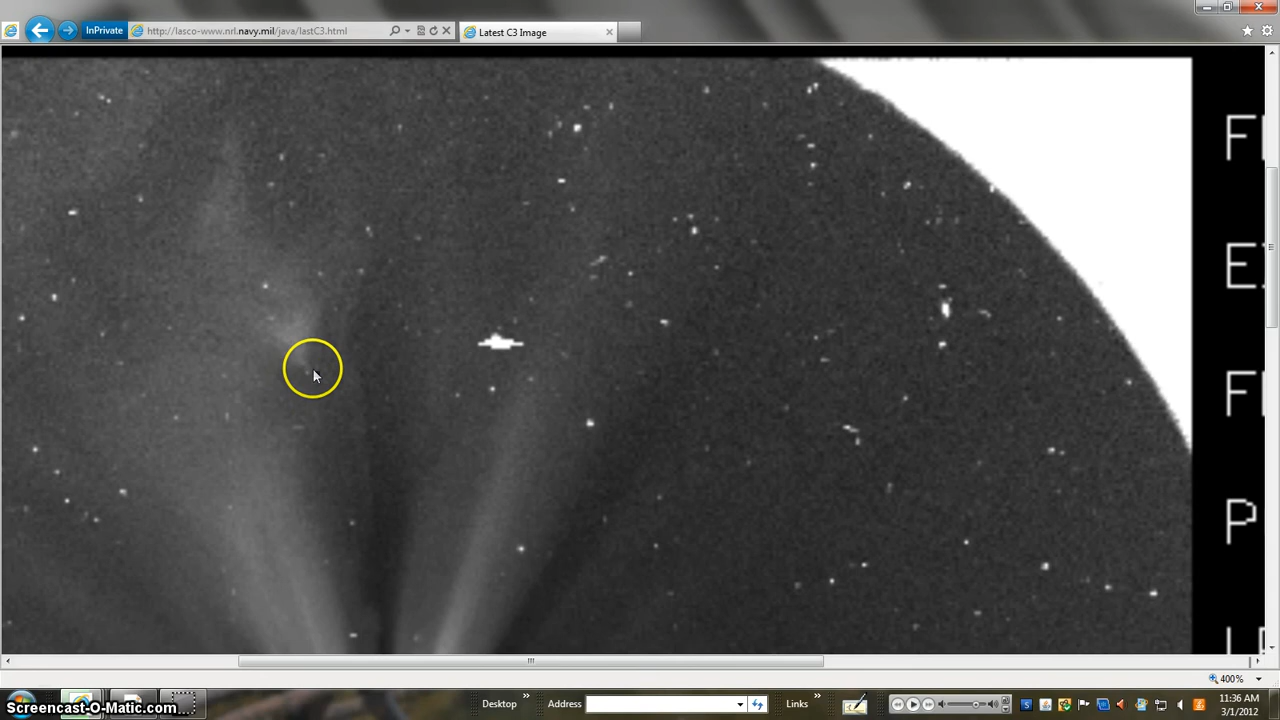 InPrivate
http://lasco-www.nrl.navy.mil/java/lastC3.html
Latest C3 Image
P
400%
Desktop
Address
Links
11:36 AM
3/1/2012
Screencast-O-Matic.com